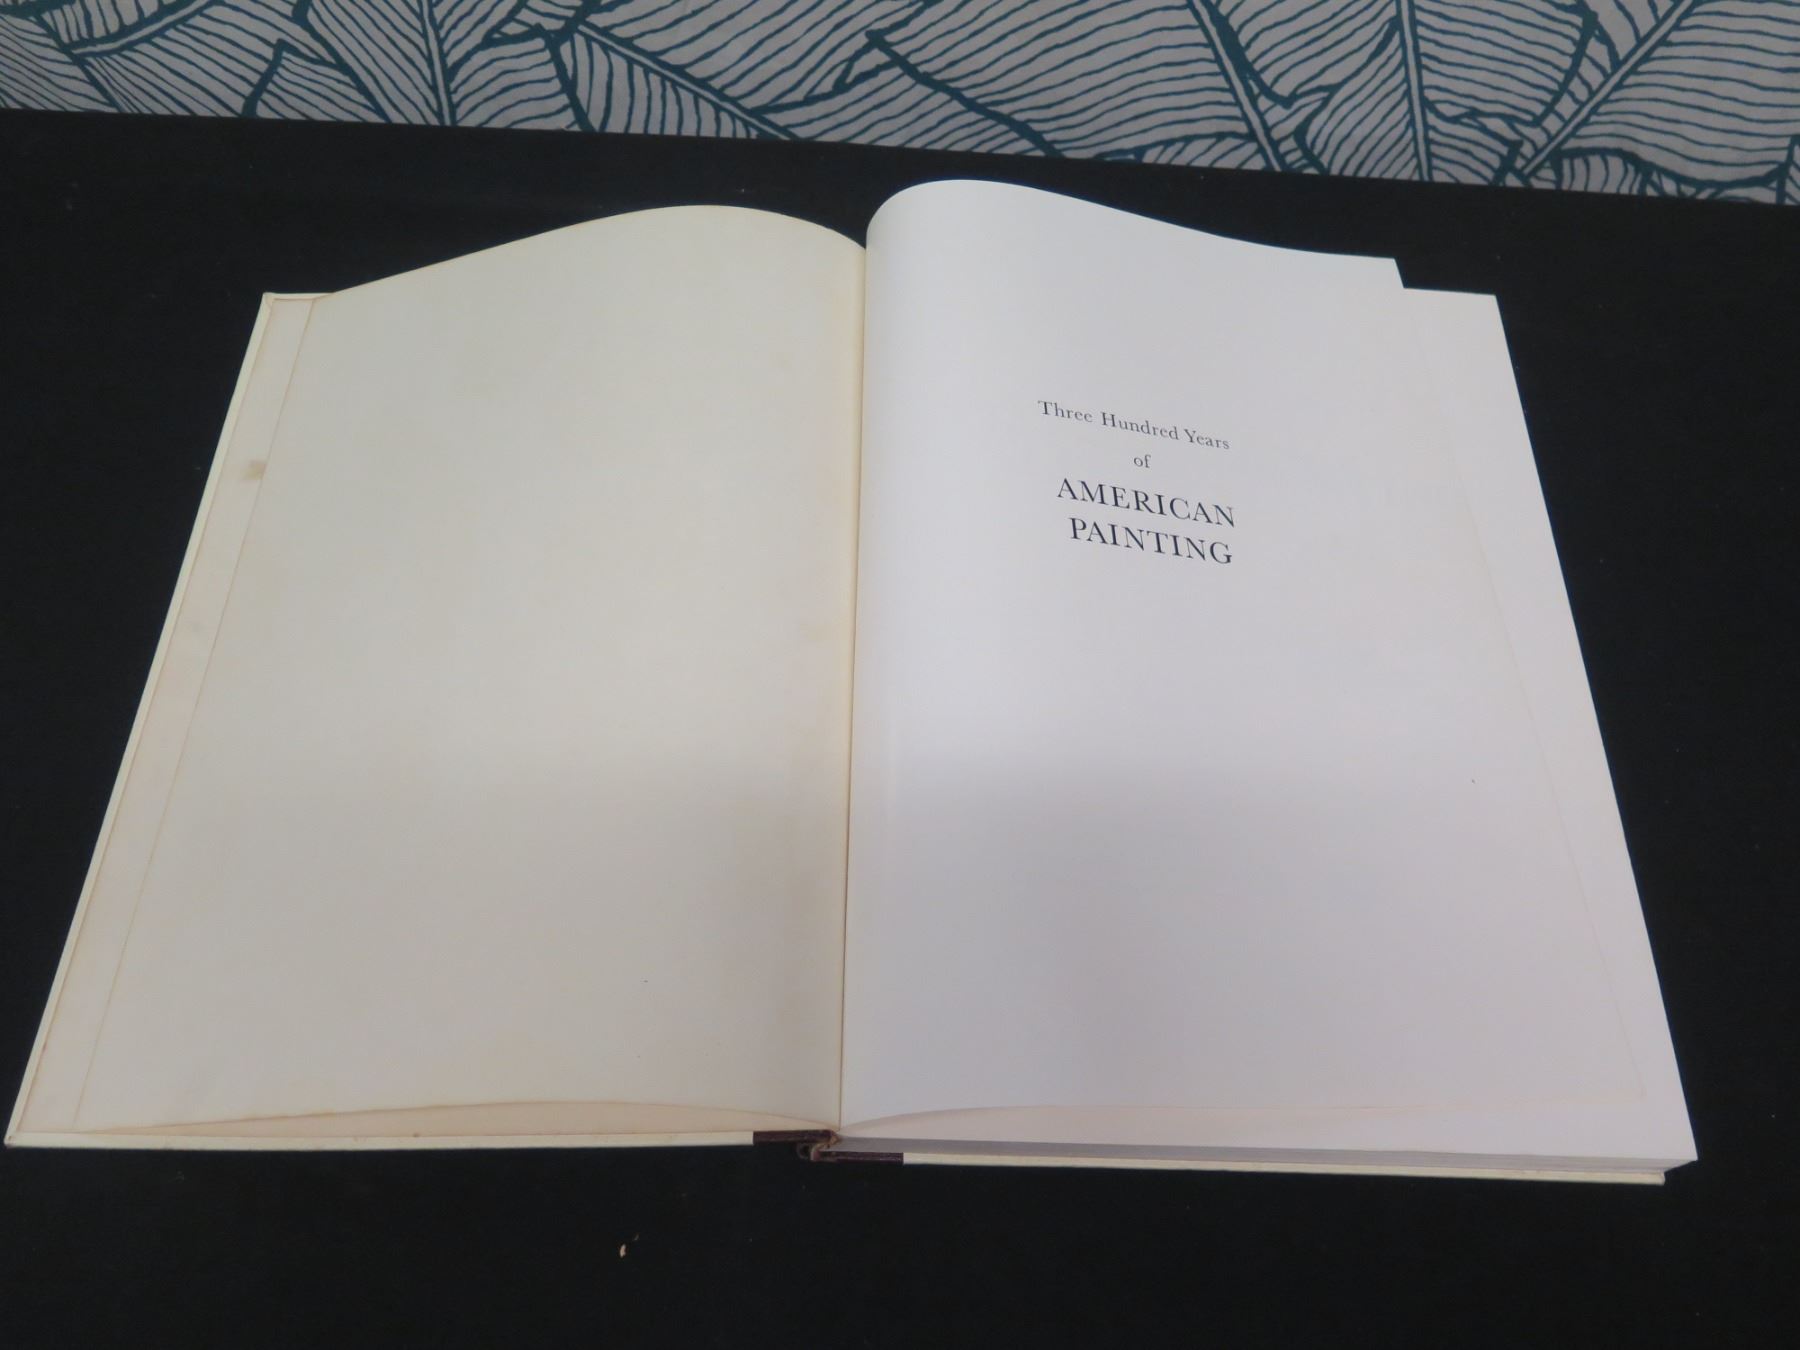 Three Hundred Years
of
AMERICAN
PAINTING